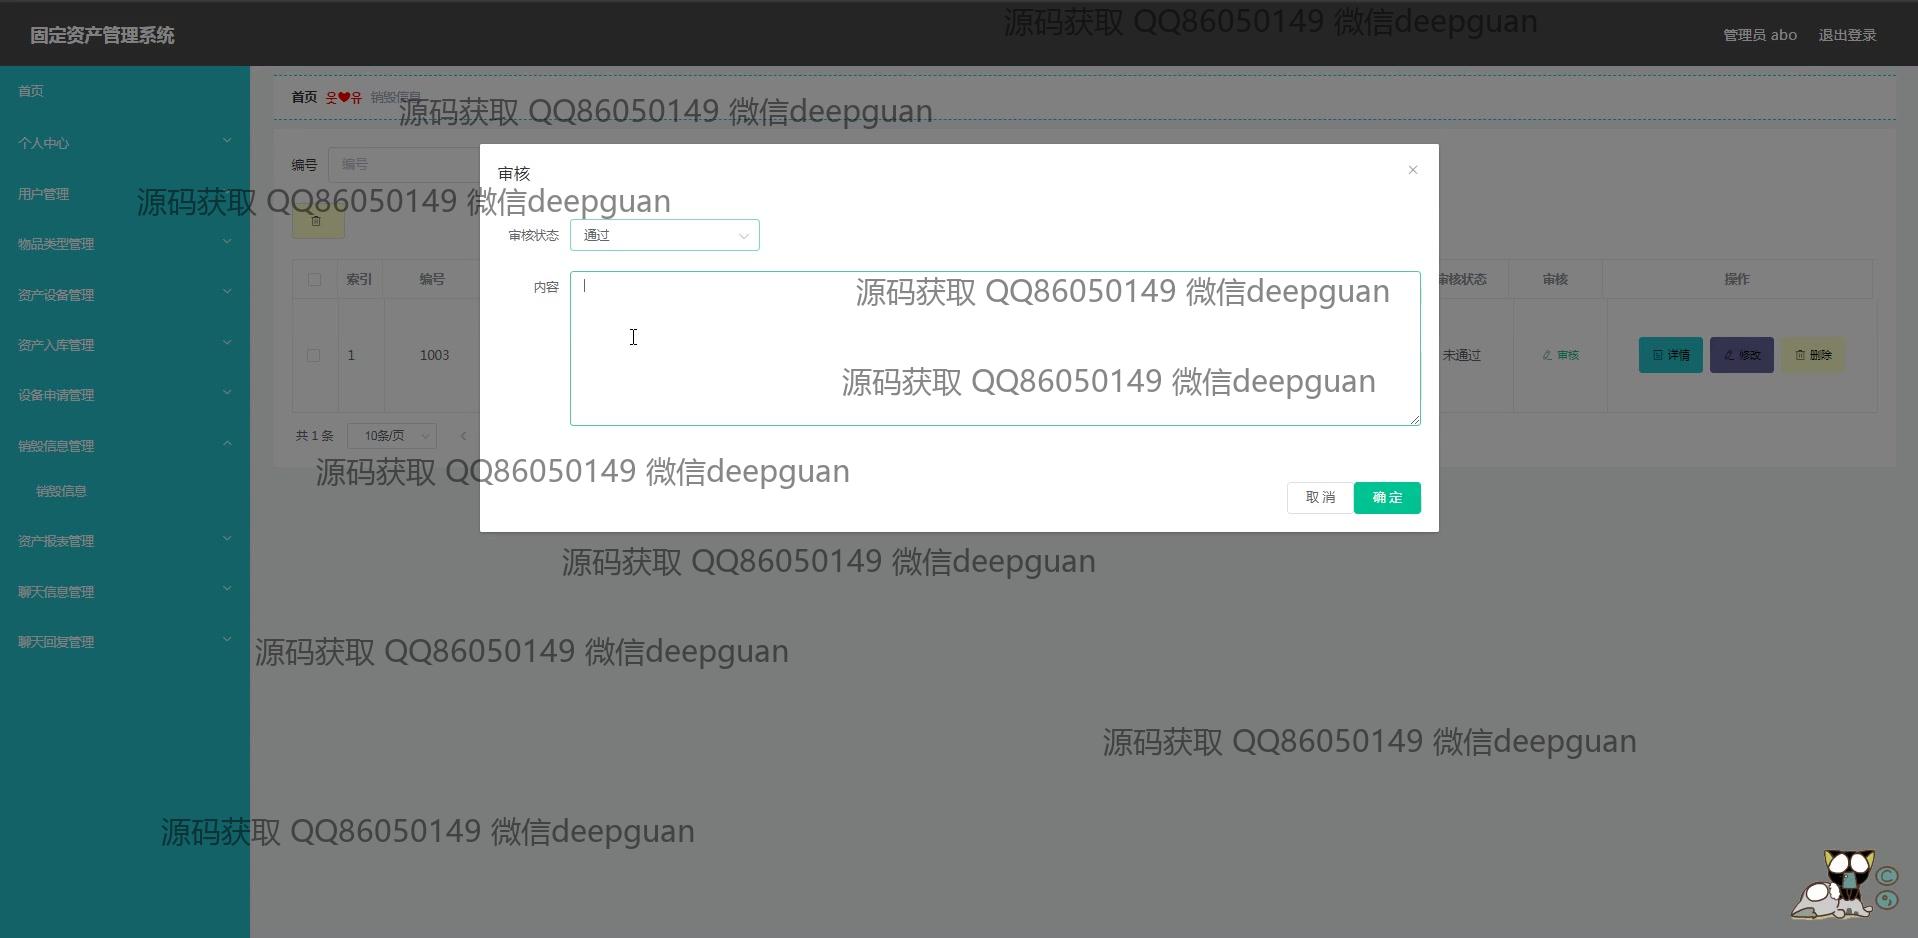 固定资产管理系统
源码获取 QQ86050149 微信deepguan
管理员 abo
退出登录
首页
个人中心
用户管理
物品类型管理
资产设备管理
资产入库管理
设备申请管理
销毁信息管理
销毁信息
资产报表管理
聊天信息管理
聊天回复管理
首页 웃❤유 销毁信息
源码获取 QQ86050149 微信deepguan
编号 编号
源码获取 QQ86050149 微信deepguan
索引 编号
审核状态 审核 操作
1 1003
未通过 审核 详情 修改 删除
共 1 条 10条/页
审核
审核状态 通过
内容
源码获取 QQ86050149 微信deepguan
源码获取 QQ86050149 微信deepguan
源码获取 QQ86050149 微信deepguan
取消 确定
源码获取 QQ86050149 微信deepguan
源码获取 QQ86050149 微信deepguan
源码获取 QQ86050149 微信deepguan
源码获取 QQ86050149 微信deepguan